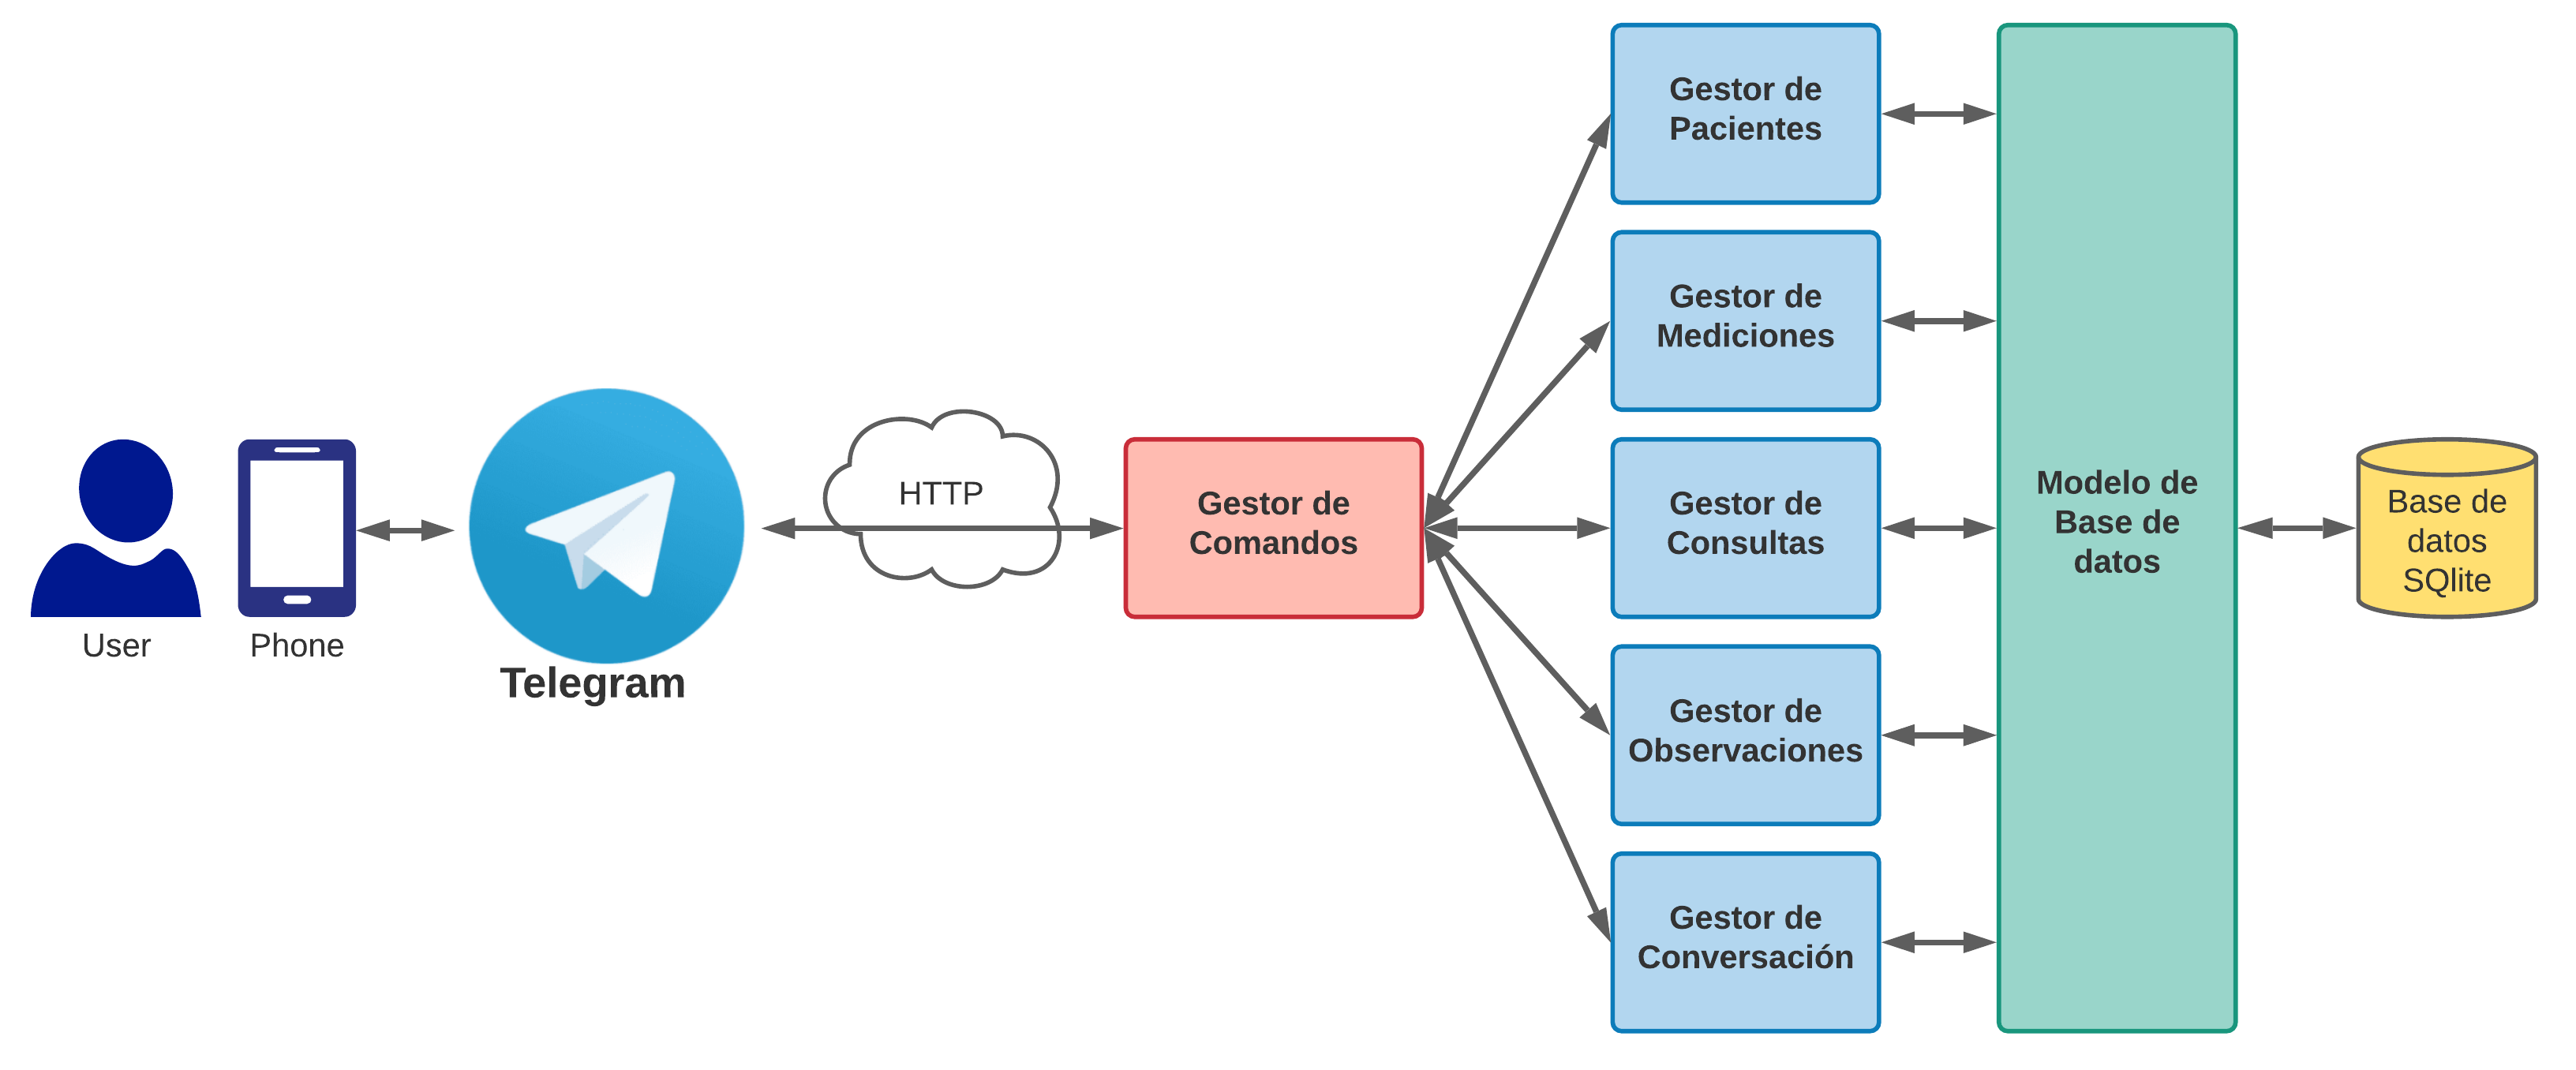 User
Phone
Telegram
HTTP
Gestor de
Comandos
Gestor de
Pacientes
Gestor de
Mediciones
Gestor de
Consultas
Gestor de
Observaciones
Gestor de
Conversación
Modelo de
Base de
datos
Base de
datos
SQlite